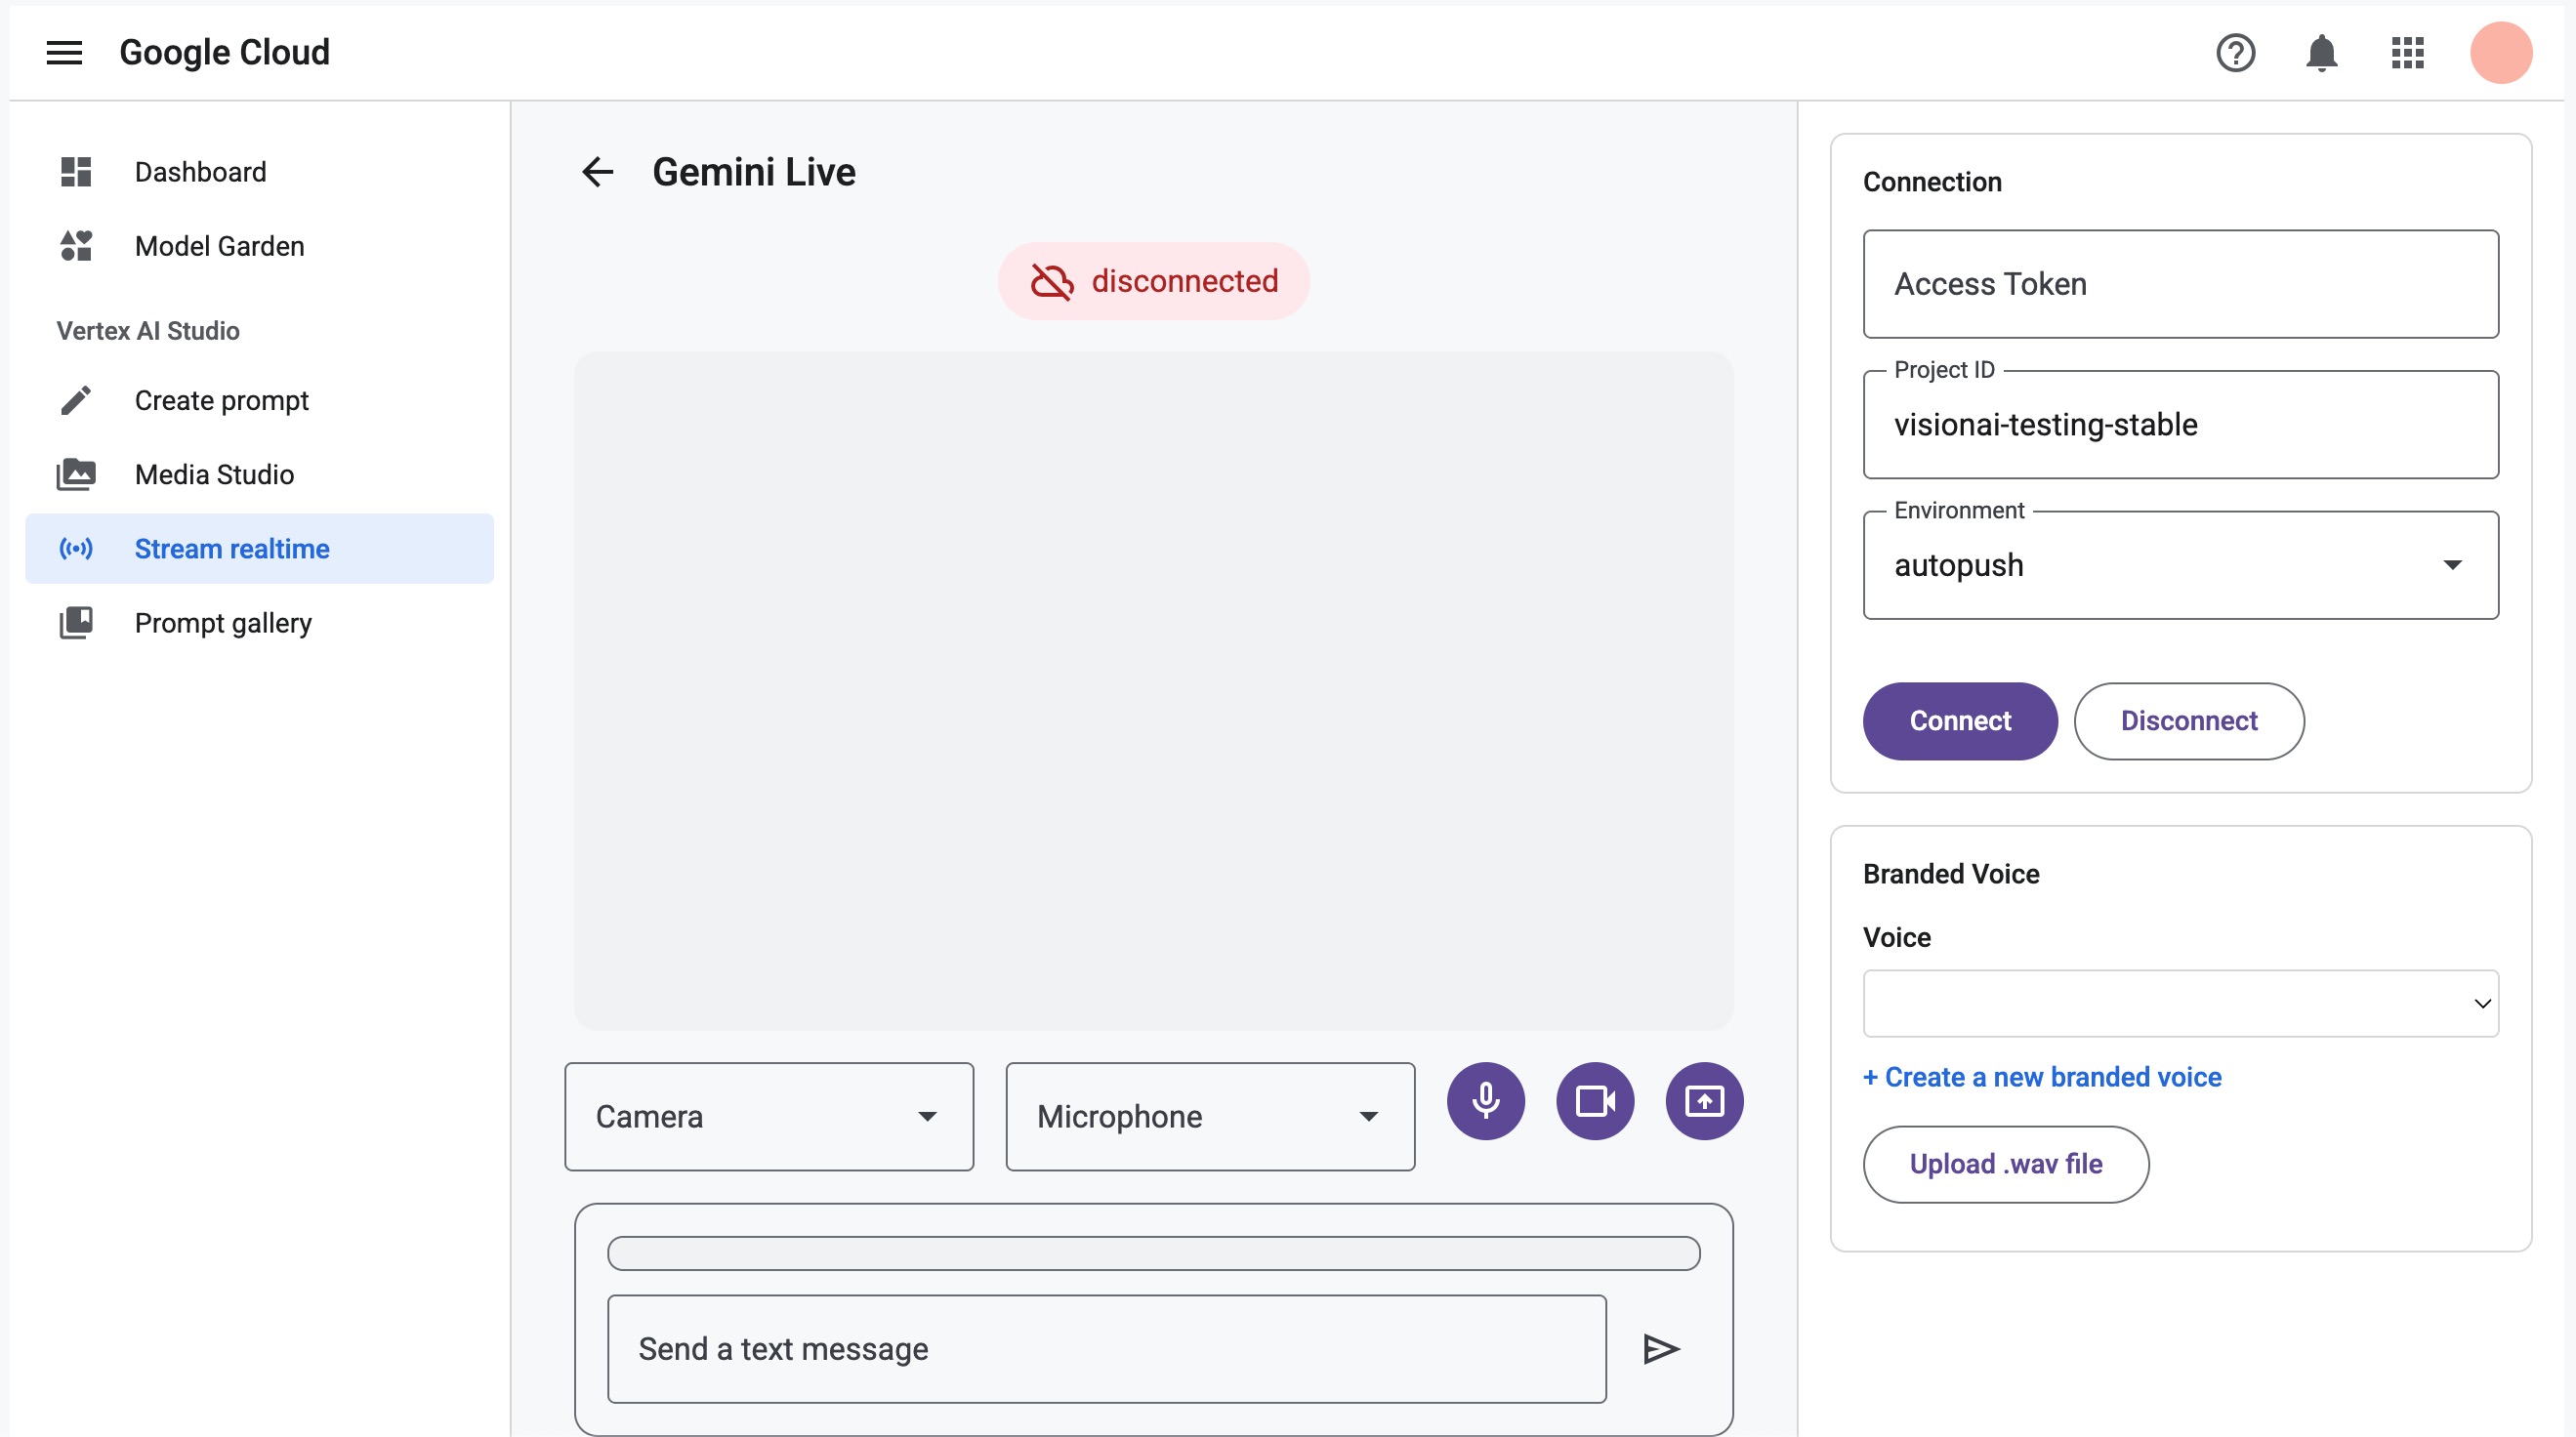 Google Cloud
Dashboard
Model Garden
Vertex AI Studio
Create prompt
Media Studio
Stream realtime
Prompt gallery
Gemini Live
disconnected
Camera
Microphone
Send a text message
Connection
Access Token
Project ID
visionai-testing-stable
Environment
autopush
Connect
Disconnect
Branded Voice
Voice
+ Create a new branded voice
Upload .wav file